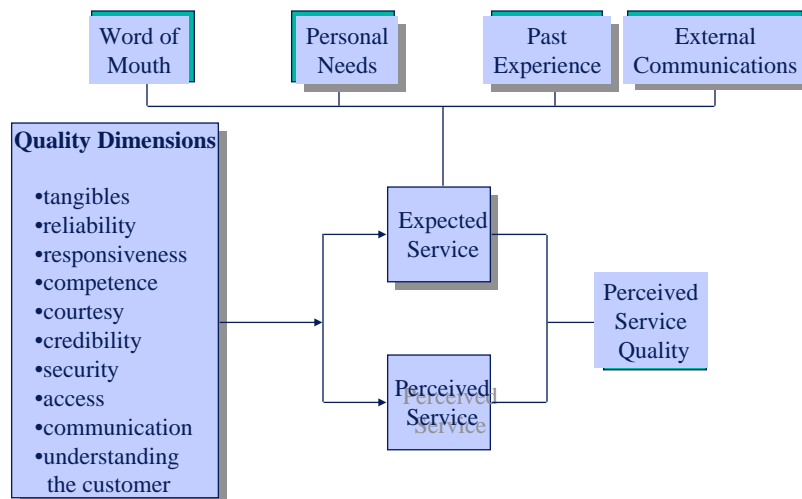 Word of
Mouth
Personal
Needs
Past
Experience
External
Communications
Quality Dimensions
•tangibles
•reliability
•responsiveness
•competence
•courtesy
•credibility
•security
•access
•communication
•understanding
the customer
Expected
Service
Perceived
Service
Perceived
Service
Quality